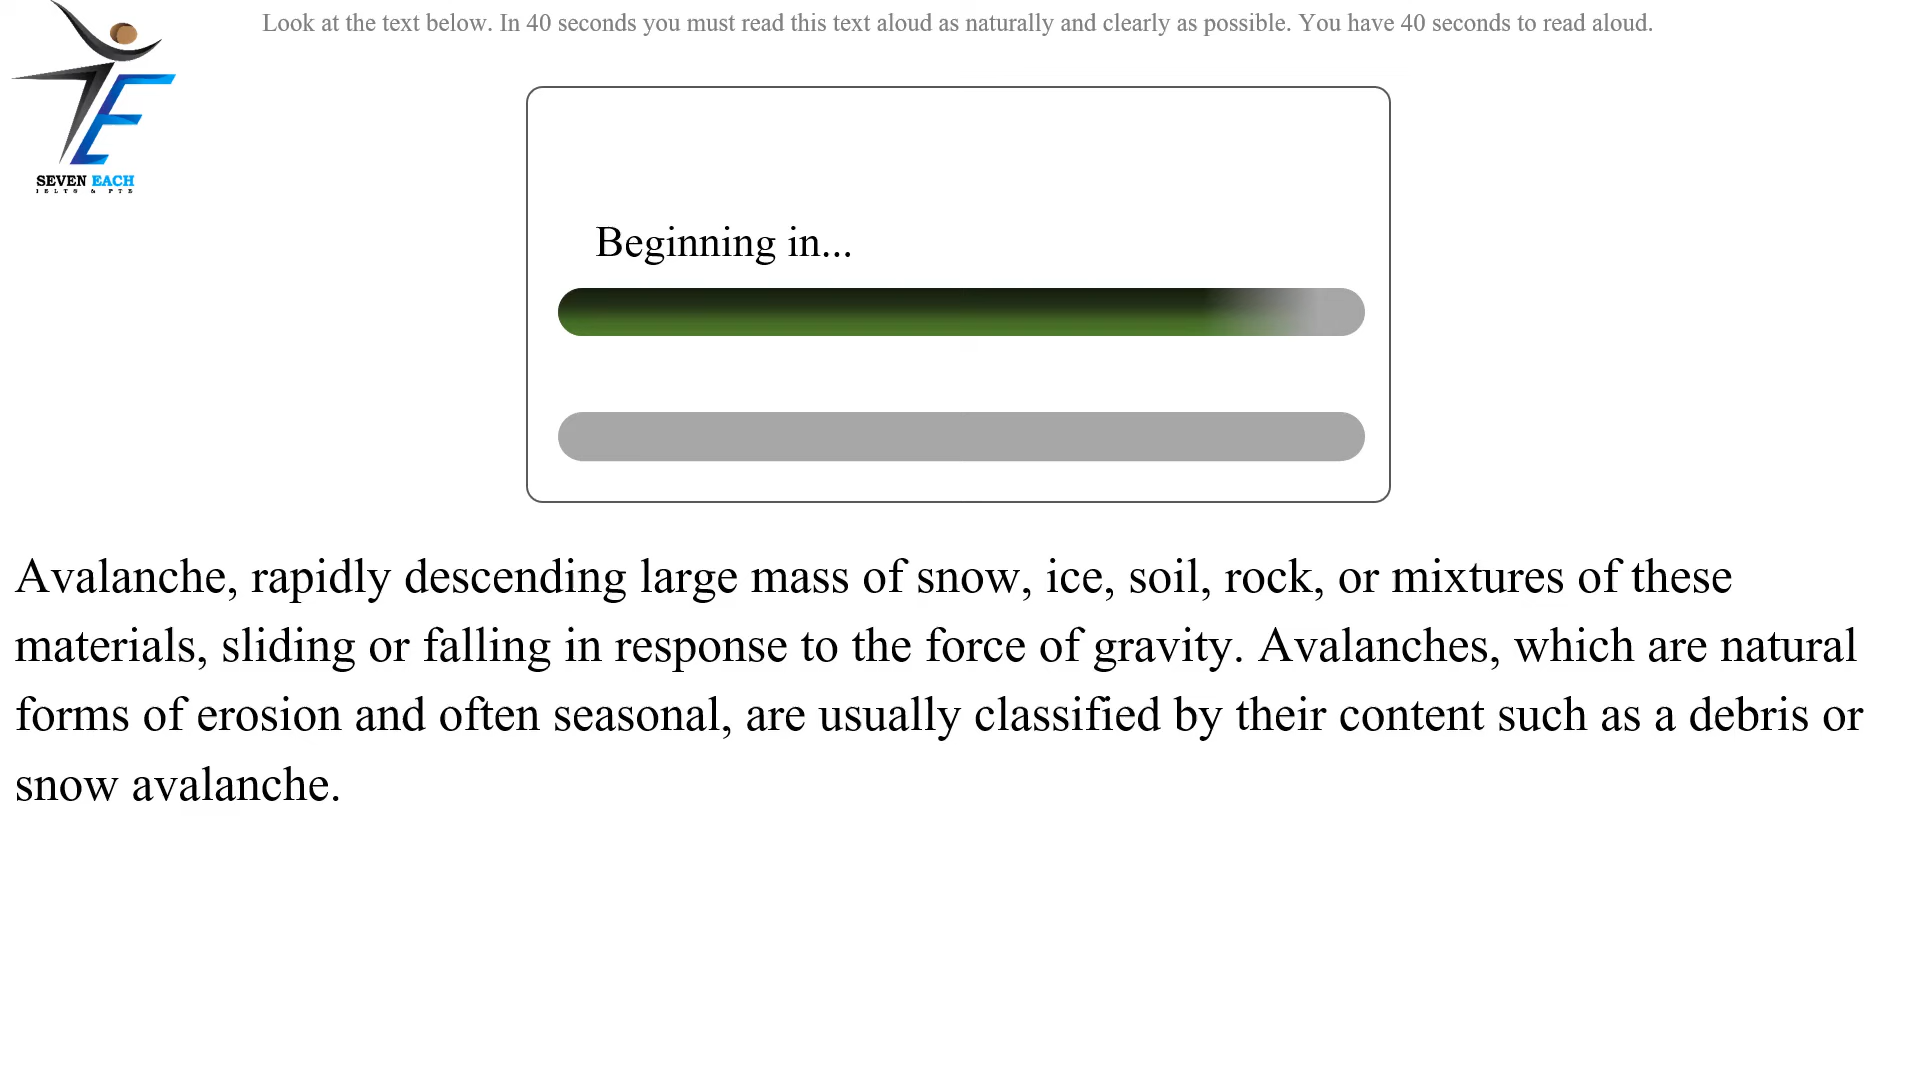 Look at the text below. In 40 seconds you must read this text aloud as naturally and clearly as possible. You have 40 seconds to read aloud.
SEVEN EACH
IELTS & PTE
Beginning in...
Avalanche, rapidly descending large mass of snow, ice, soil, rock, or mixtures of these
materials, sliding or falling in response to the force of gravity. Avalanches, which are natural
forms of erosion and often seasonal, are usually classified by their content such as a debris or
snow avalanche.